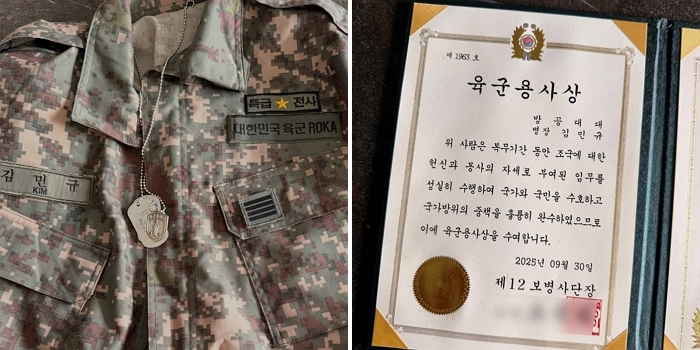 특급 전사
대한민국 육군 ROKA
김 민 규
KIM
제 1963 호
육군용사상
방 공 대 대
병장 김 민 규
위 사람은 복무기간 동안 조국에 대한
헌신과 봉사의 자세로 부여된 임무를
성실히 수행하여 국가와 국민을 수호하고
국가방위의 중책을 훌륭히 완수하였으므로
이에 육군용사상을 수여합니다.
2025년 09월 30일
제12보병사단장